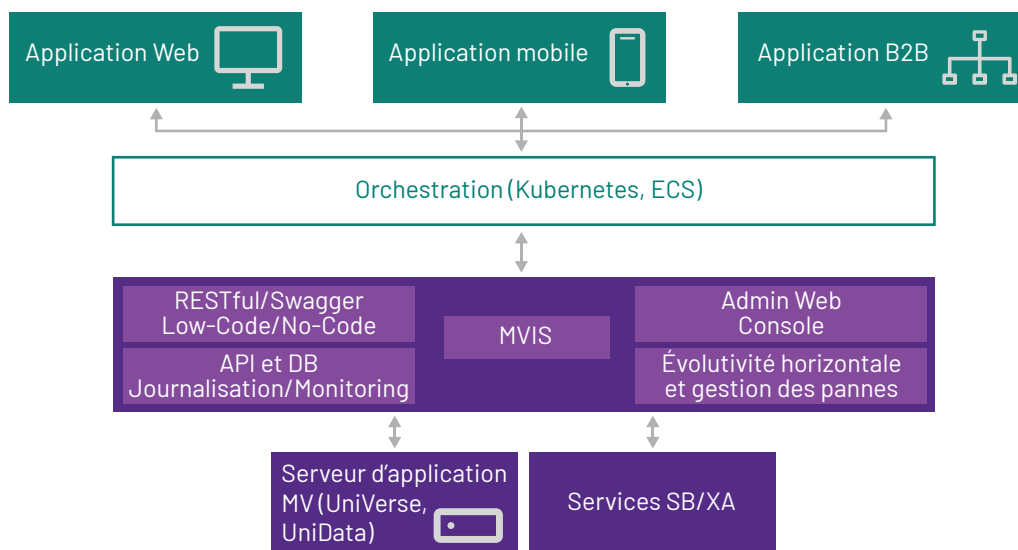 Application Web
Application mobile
Application B2B
Orchestration (Kubernetes, ECS)
RESTful/Swagger
Low-Code/No-Code
API et DB
Journalisation/Monitoring
MVIS
Admin Web
Console
Évolutivité horizontale
et gestion des pannes
Serveur d’application
MV (UniVerse,
UniData)
Services SB/XA